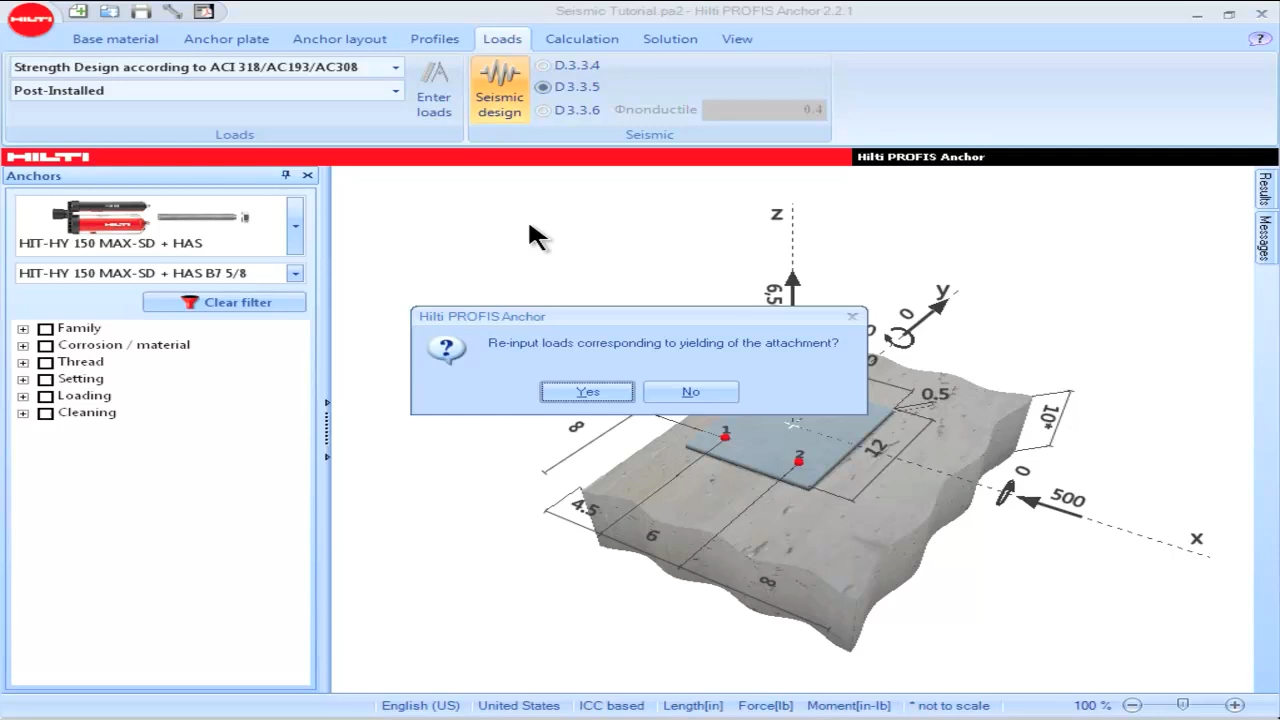 HILTI
Seismic Tutorial.pa2 - Hilti PROFIS Anchor 2.2.1
Base material
Anchor plate
Anchor layout
Profiles
Loads
Calculation
Solution
View
Strength Design according to ACI 318/AC193/AC308
Post-Installed
Enter
loads
Seismic
design
D.3.3.4
D.3.3.5
D.3.3.6
Φnonductile
0.4
Loads
Seismic
HILTI
Hilti PROFIS Anchor
Anchors
HIT-HY 150 MAX-SD + HAS
HIT-HY 150 MAX-SD + HAS B7 5/8
Clear filter
Family
Corrosion / material
Thread
Setting
Loading
Cleaning
Results
Messages
z
y
0
Hilti PROFIS Anchor
Re-input loads corresponding to yielding of the attachment?
Yes
No
0.5
10*
1
2
12
8
4.5
6
8
0
500
x
English (US)
United States
ICC based
Length[in]
Force[lb]
Moment[in-lb]
* not to scale
100 %